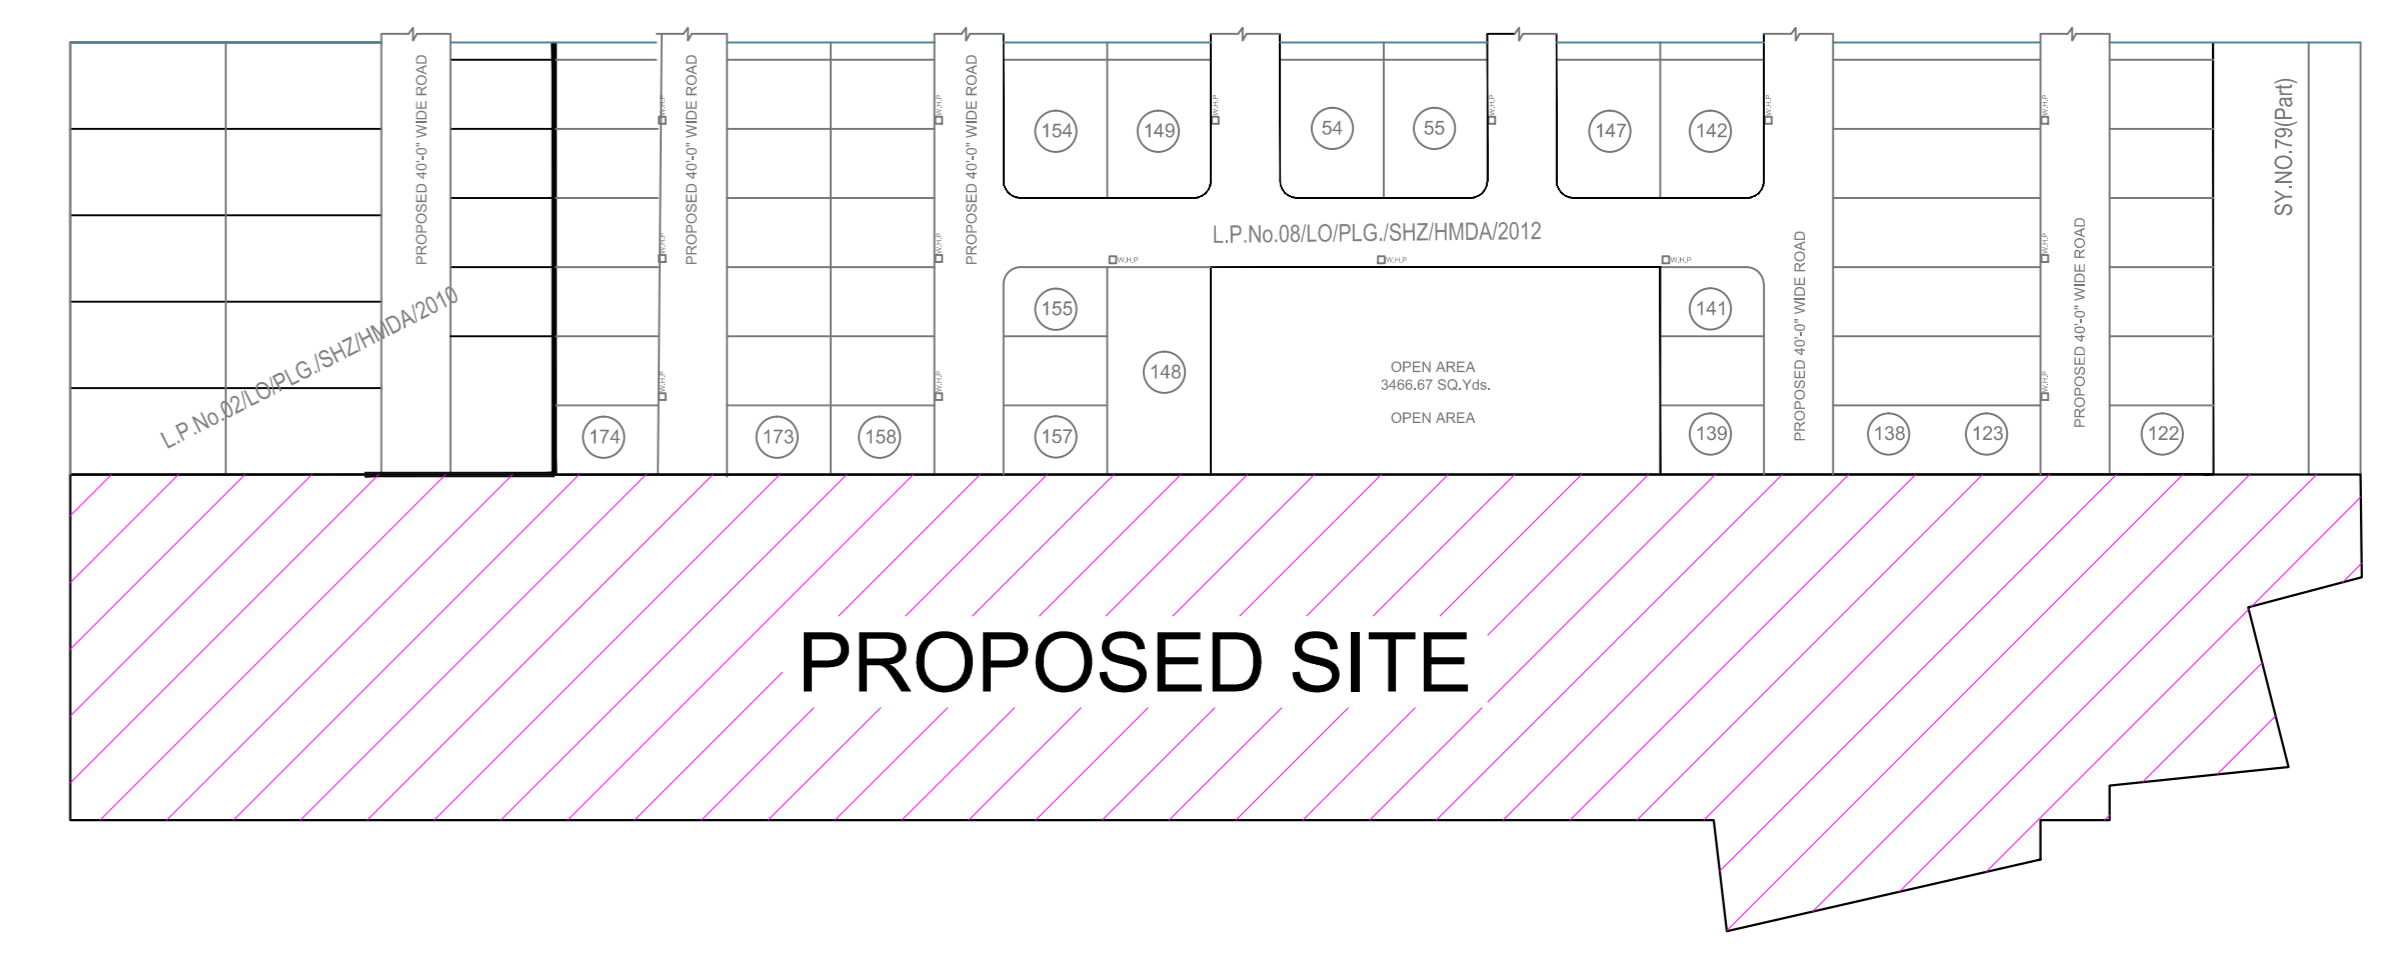 PROPOSED 40'-0" WIDE ROAD
PROPOSED 40'-0" WIDE ROAD
PROPOSED 40'-0" WIDE ROAD
SY.NO.79(Part)
W.H.P
W.H.P
W.H.P
W.H.P
W.H.P
W.H.P
154
149
54
55
147
142
L.P.No.08/LO/PLG./SHZ/HMDA/2012
PROPOSED 40'-0" WIDE ROAD
PROPOSED 40'-0" WIDE ROAD
W.H.P
W.H.P
W.H.P
W.H.P
W.H.P
W.H.P
L.P.No.02/LO/PLG./SHZ/HMDA/2010
155
141
148
OPEN AREA
3466.67 SQ.Yds.
OPEN AREA
W.H.P
W.H.P
W.H.P
174
173
158
157
139
138
123
122
PROPOSED SITE